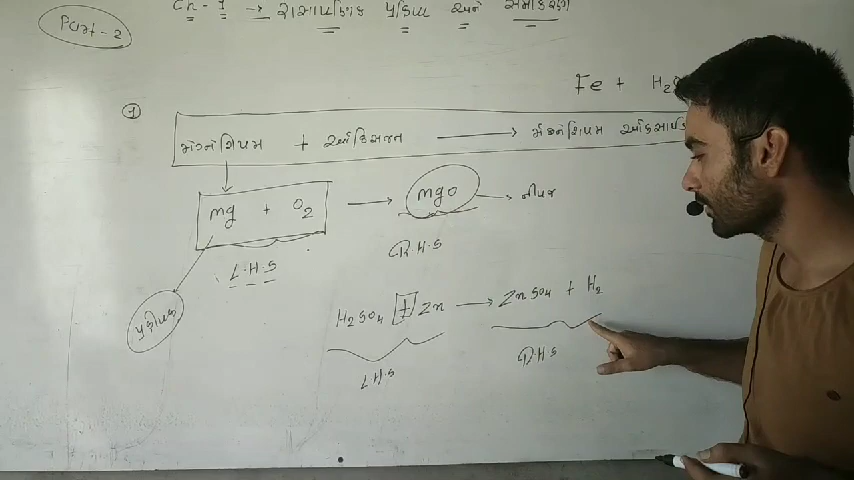 Part-2
Ch-1 → રાસાયણિક પ્રક્રિયા અને સમીકરણ
Fe + H₂O
①
મેગ્નેશિયમ + ઓક્સિજન → મેગ્નેશિયમ ઓક્સાઈડ
mg + O₂ → mgo → નીપજ
L.H.S R.H.S
પ્રક્રિયક
H₂SO₄ + Zn → ZnSO₄ + H₂
L.H.S R.H.S